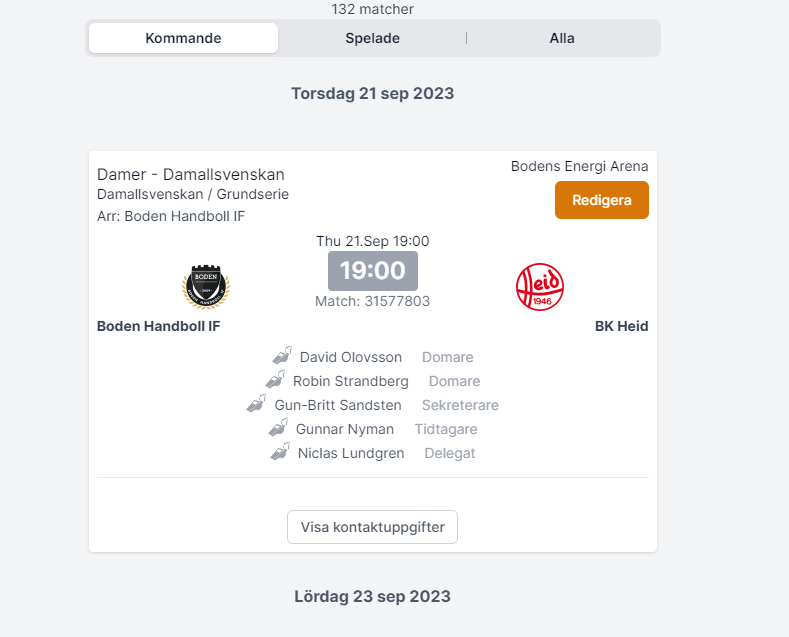 132 matcher
Kommande Spelade Alla
Torsdag 21 sep 2023
Damer - Damallsvenskan
Damallsvenskan / Grundserie
Arr: Boden Handboll IF
Bodens Energi Arena
Redigera
Thu 21.Sep 19:00
19:00
Match: 31577803
BODEN
BODEN HANDBOLL IF
Heid
1946
Boden Handboll IF
BK Heid
David Olovsson Domare
Robin Strandberg Domare
Gun-Britt Sandsten Sekreterare
Gunnar Nyman Tidtagare
Niclas Lundgren Delegat
Visa kontaktuppgifter
Lördag 23 sep 2023